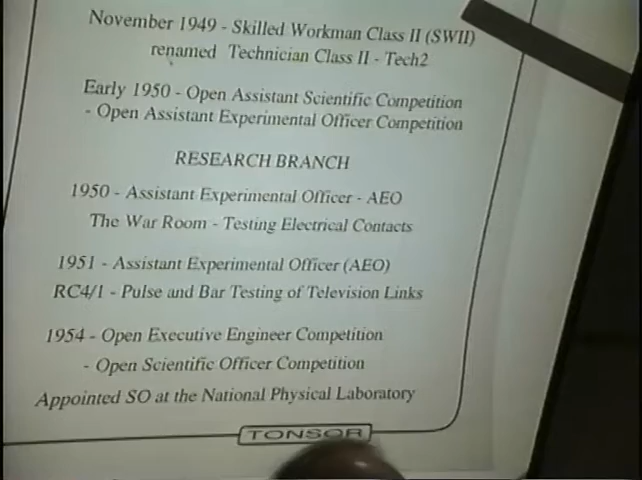 November 1949 - Skilled Workman Class II (SWII)
renamed Technician Class II - Tech2
Early 1950 - Open Assistant Scientific Competition
- Open Assistant Experimental Officer Competition
RESEARCH BRANCH
1950 - Assistant Experimental Officer - AEO
The War Room - Testing Electrical Contacts
1951 - Assistant Experimental Officer (AEO)
RC4/1 - Pulse and Bar Testing of Television Links
1954 - Open Executive Engineer Competition
- Open Scientific Officer Competition
Appointed SO at the National Physical Laboratory
TONSOR